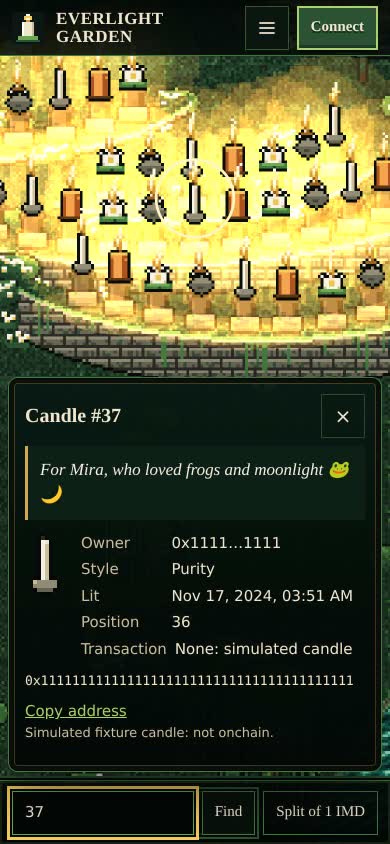 EVERLIGHT
GARDEN
Connect
Candle #37
For Mira, who loved frogs and moonlight 🐸
🌙
Owner 0x1111...1111
Style Purity
Lit Nov 17, 2024, 03:51 AM
Position 36
Transaction None: simulated candle
0x1111111111111111111111111111111111111111
Copy address
Simulated fixture candle: not onchain.
37 Find Split of 1 IMD